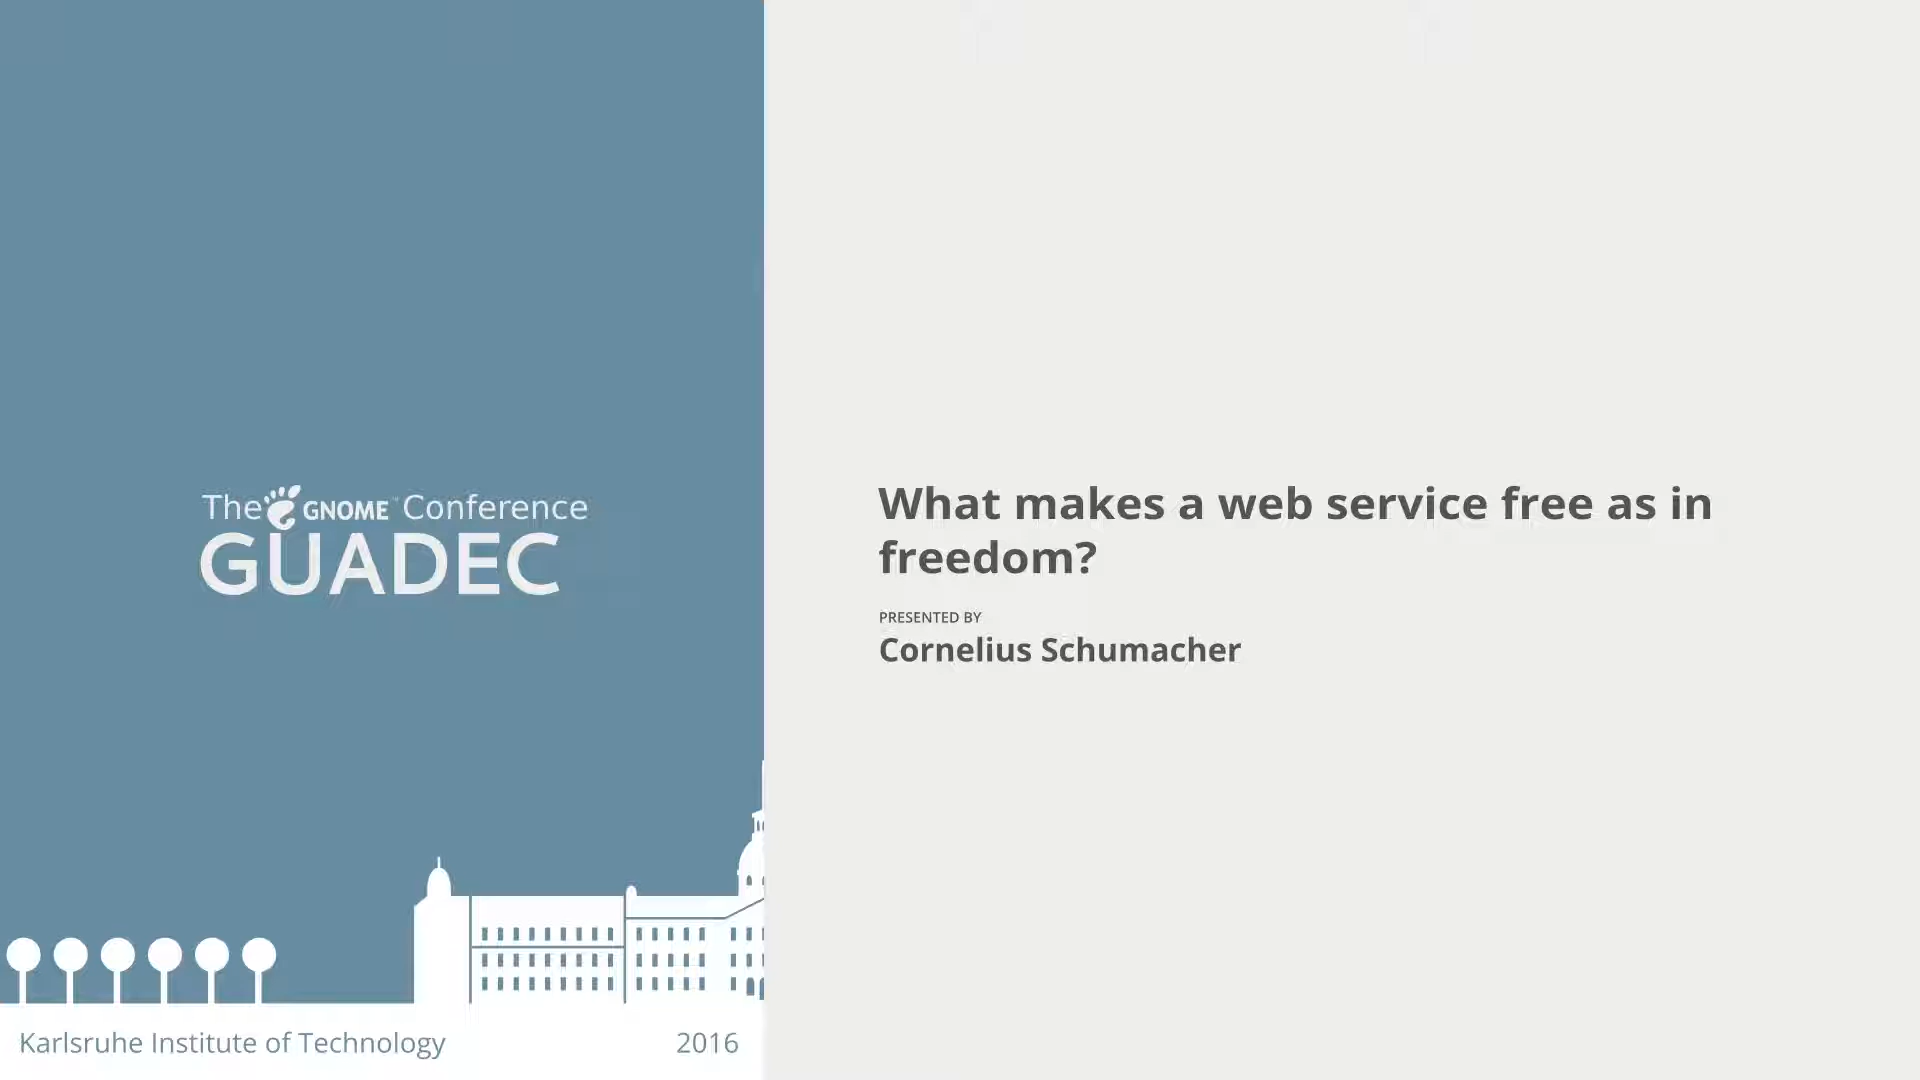 The GNOME™ Conference
GUADEC
Karlsruhe Institute of Technology 2016
What makes a web service free as in
freedom?
PRESENTED BY
Cornelius Schumacher